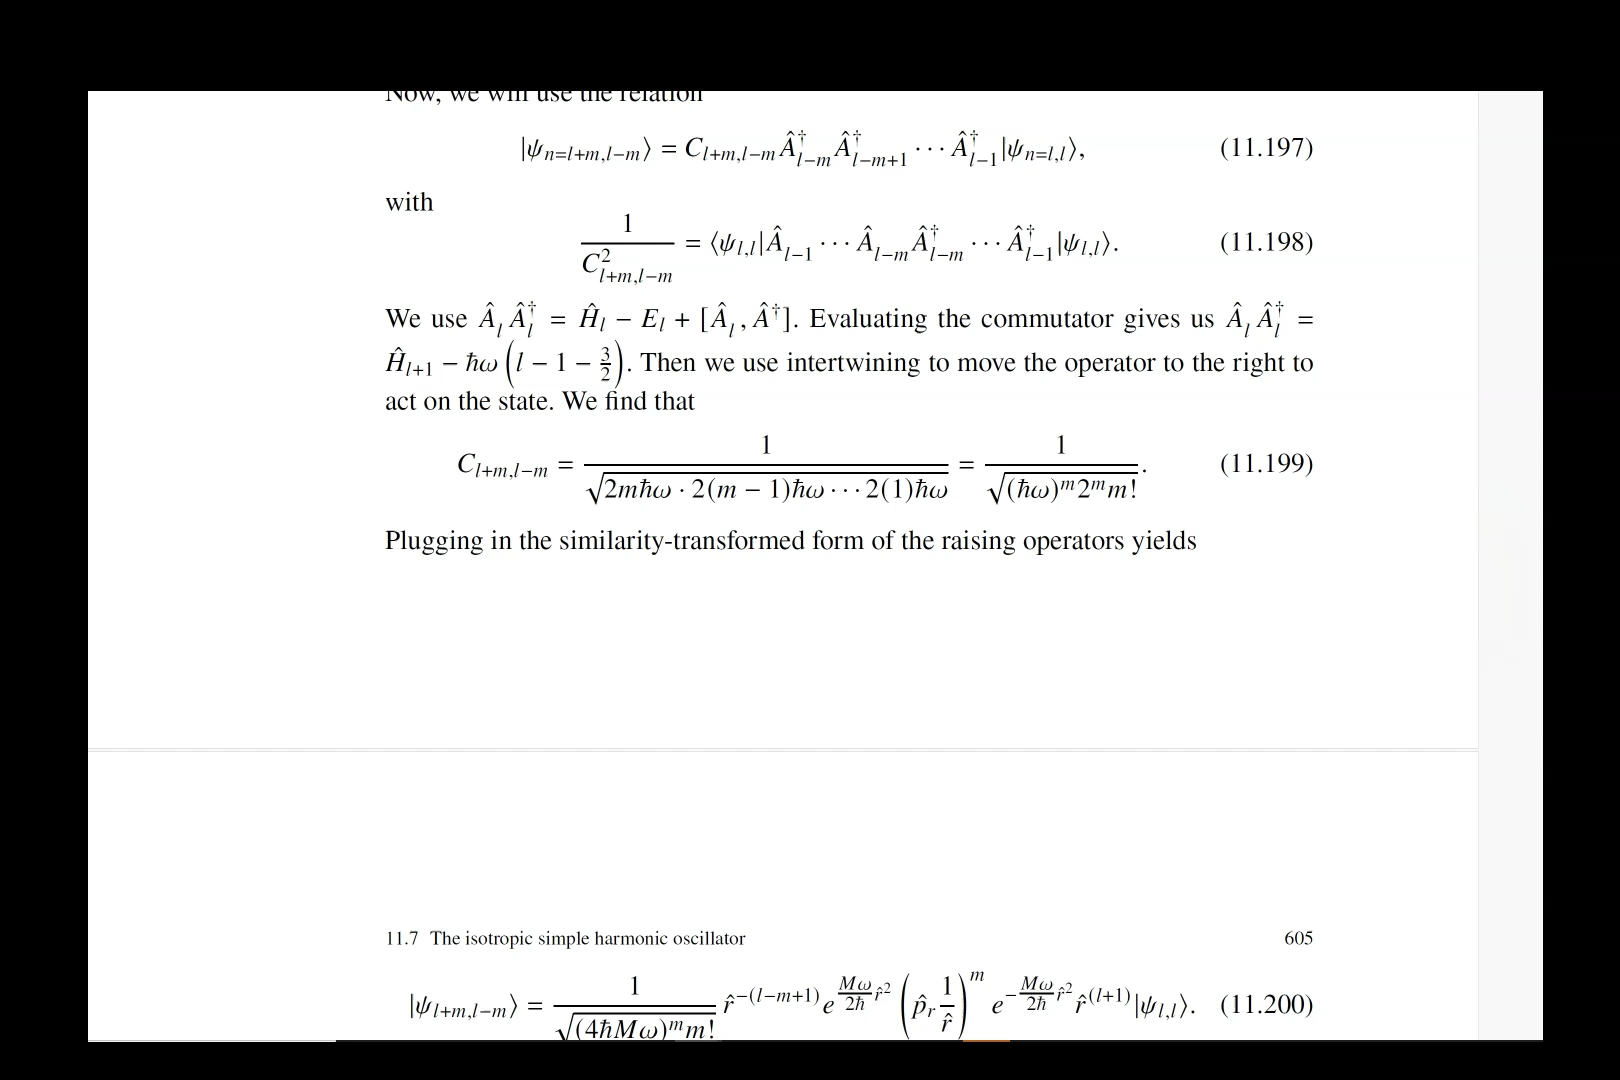 Now, we will use the relation
|ψ_{n=l+m,l−m}⟩ = C_{l+m,l−m} Â†_{l−m} Â†_{l−m+1} ··· Â†_{l−1} |ψ_{n=l,l}⟩, (11.197)
with
1/C²_{l+m,l−m} = ⟨ψ_{l,l}| Â_{l−1} ··· Â_{l−m} Â†_{l−m} ··· Â†_{l−1} |ψ_{l,l}⟩. (11.198)
We use Â_l Â†_l = Ĥ_l − E_l + [Â_l, Â†]. Evaluating the commutator gives us Â_l Â†_l =
Ĥ_{l+1} − ħω (l − 1 − 3/2). Then we use intertwining to move the operator to the right to
act on the state. We find that
C_{l+m,l−m} = 1/√(2mħω · 2(m − 1)ħω ··· 2(1)ħω) = 1/√((ħω)^m 2^m m!). (11.199)
Plugging in the similarity-transformed form of the raising operators yields
11.7 The isotropic simple harmonic oscillator 605
|ψ_{l+m,l−m}⟩ = 1/√((4ħMω)^m m!) r̂^{−(l−m+1)} e^{(Mω/2ħ) r̂²} (p̂_r 1/r̂)^m e^{−(Mω/2ħ) r̂²} r̂^{(l+1)} |ψ_{l,l}⟩. (11.200)